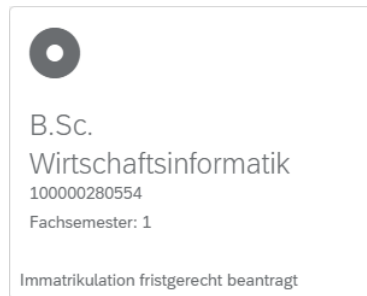 B.Sc.
Wirtschaftsinformatik
100000280554
Fachsemester: 1
Immatrikulation fristgerecht beantragt